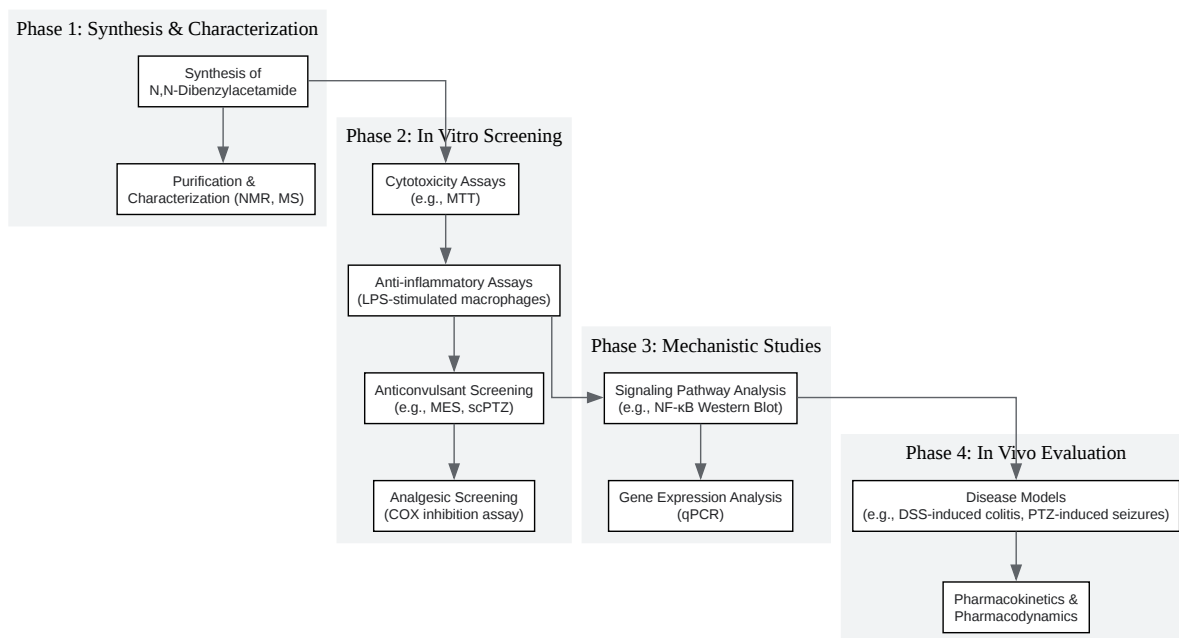 Phase 1: Synthesis & Characterization
Synthesis of
N,N-Dibenzylacetamide
Purification &
Characterization (NMR, MS)
Phase 2: In Vitro Screening
Cytotoxicity Assays
(e.g., MTT)
Anti-inflammatory Assays
(LPS-stimulated macrophages)
Anticonvulsant Screening
(e.g., MES, scPTZ)
Analgesic Screening
(COX inhibition assay)
Phase 3: Mechanistic Studies
Signaling Pathway Analysis
(e.g., NF-κB Western Blot)
Gene Expression Analysis
(qPCR)
Phase 4: In Vivo Evaluation
Disease Models
(e.g., DSS-induced colitis, PTZ-induced seizures)
Pharmacokinetics &
Pharmacodynamics